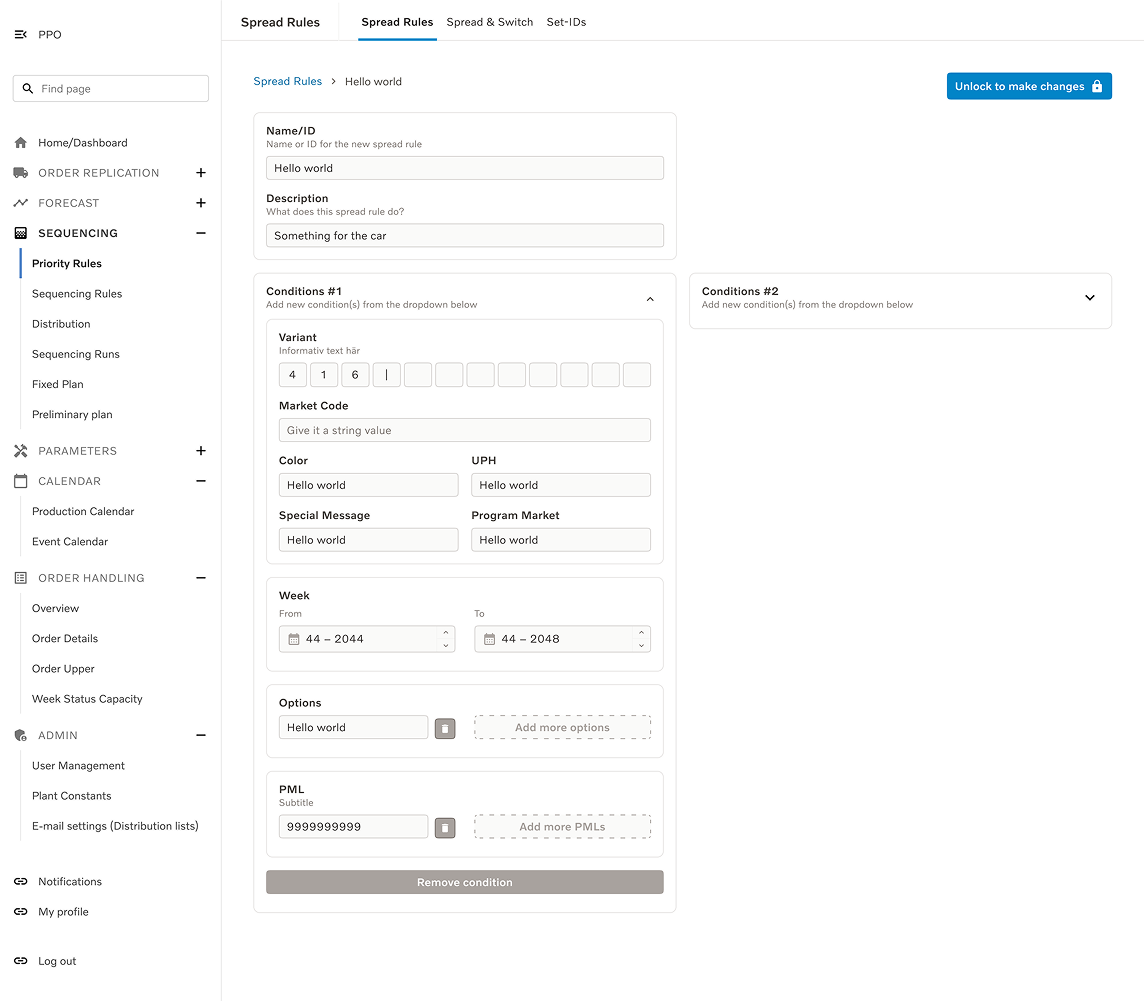 PPO
Find page
Home/Dashboard
ORDER REPLICATION
FORECAST
SEQUENCING
Priority Rules
Sequencing Rules
Distribution
Sequencing Runs
Fixed Plan
Preliminary plan
PARAMETERS
CALENDAR
Production Calendar
Event Calendar
ORDER HANDLING
Overview
Order Details
Order Upper
Week Status Capacity
ADMIN
User Management
Plant Constants
E-mail settings (Distribution lists)
Notifications
My profile
Log out
Spread Rules
Spread Rules Spread & Switch Set-IDs
Spread Rules > Hello world
Unlock to make changes
Name/ID
Name or ID for the new spread rule
Hello world
Description
What does this spread rule do?
Something for the car
Conditions #1
Add new condition(s) from the dropdown below
Variant
Informativ text här
4 1 6 |
Market Code
Give it a string value
Color UPH
Hello world Hello world
Special Message Program Market
Hello world Hello world
Week
From To
44 – 2044 44 – 2048
Options
Hello world Add more options
PML
Subtitle
9999999999 Add more PMLs
Remove condition
Conditions #2
Add new condition(s) from the dropdown below